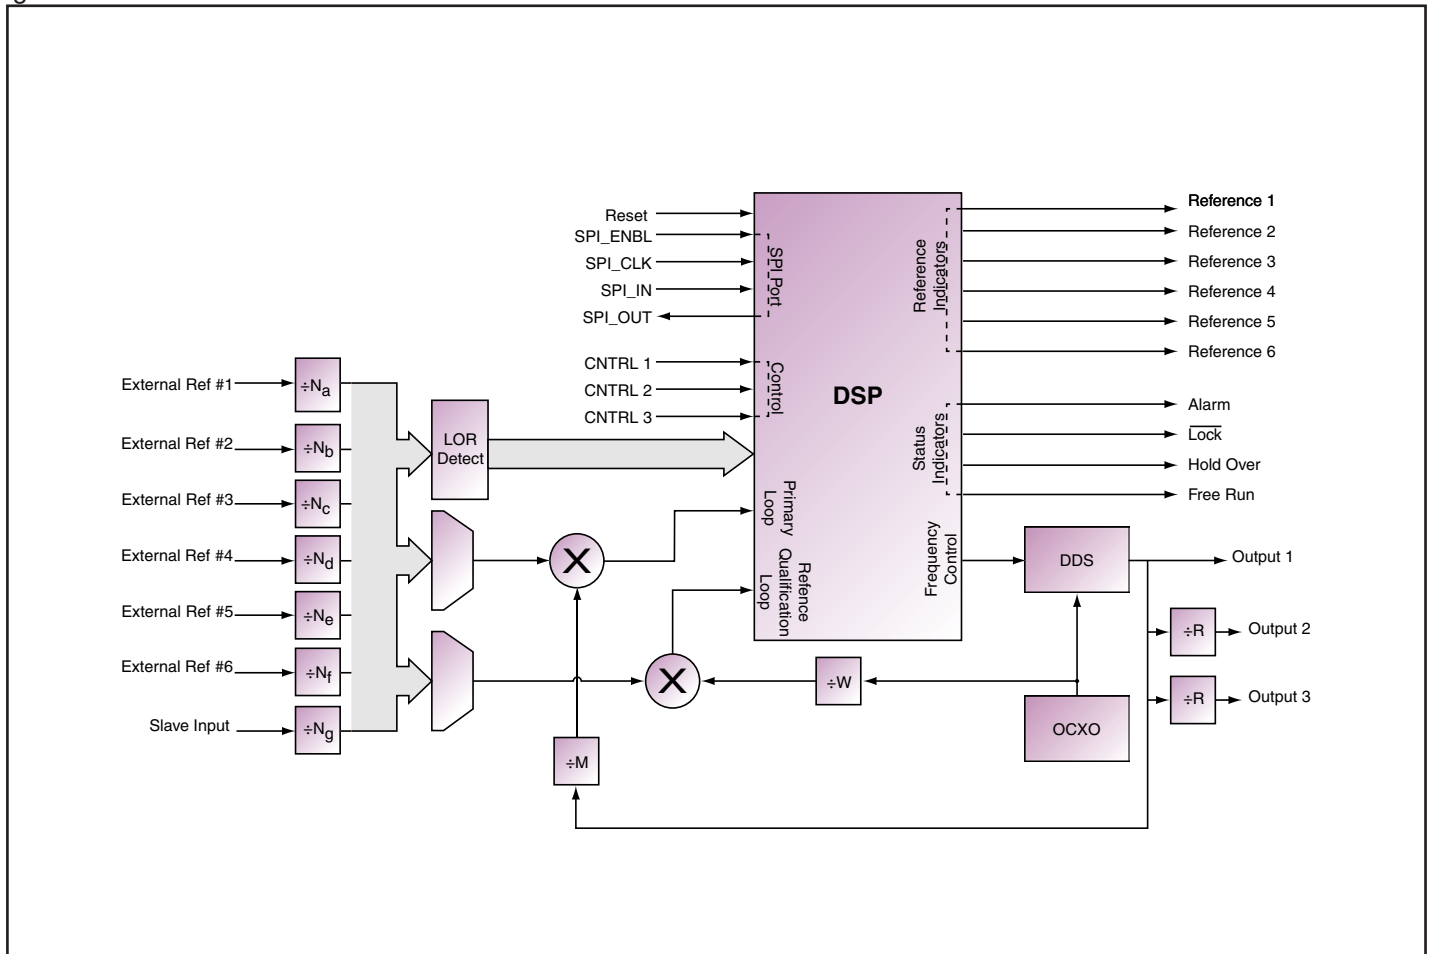 Reset
SPI_ENBL
SPI_CLK
SPI_IN
SPI_OUT
CNTRL 1
CNTRL 2
CNTRL 3
SPI Port
Control
DSP
Reference
Indicators
Status
Indicators
Frequency
Control
Primary
Loop
Refence
Qualification
Loop
Reference 1
Reference 2
Reference 3
Reference 4
Reference 5
Reference 6
Alarm
Lock
Hold Over
Free Run
External Ref #1
÷Na
External Ref #2
÷Nb
External Ref #3
÷Nc
External Ref #4
÷Nd
External Ref #5
÷Ne
External Ref #6
÷Nf
Slave Input
÷Ng
LOR
Detect
X
X
÷M
÷W
DDS
OCXO
Output 1
÷R
Output 2
÷R
Output 3